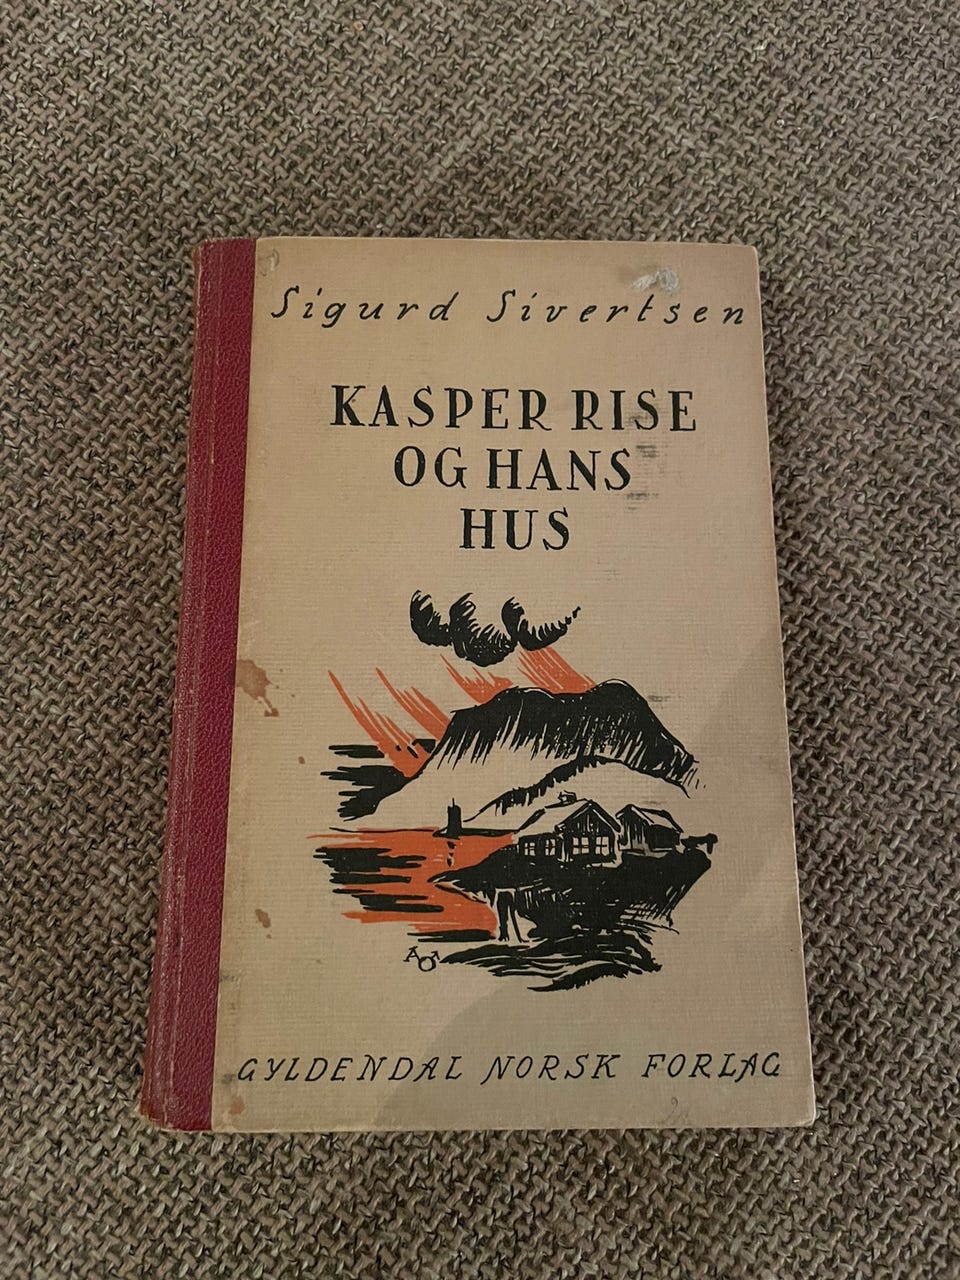 Sigurd Sivertsen
KASPER RISE
OG HANS
HUS
GYLDENDAL NORSK FORLAG